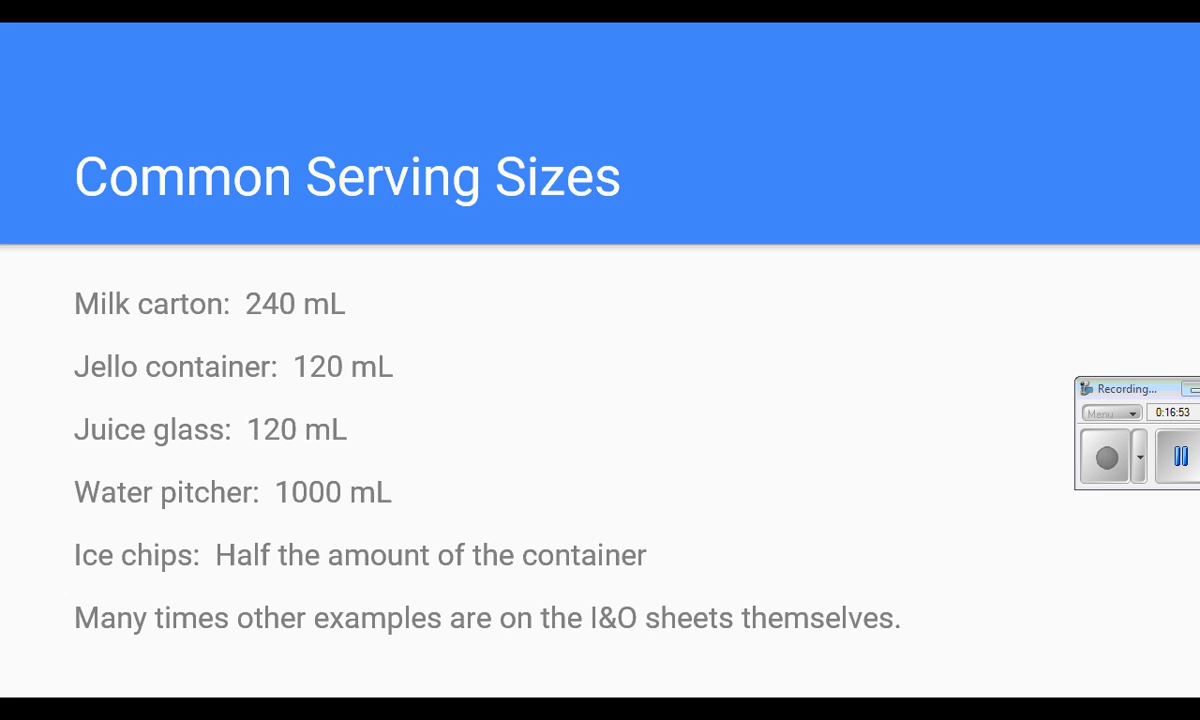 Common Serving Sizes
Milk carton: 240 mL
Jello container: 120 mL
Juice glass: 120 mL
Water pitcher: 1000 mL
Ice chips: Half the amount of the container
Many times other examples are on the I&O sheets themselves.
Recording...
Menu
0:16:53